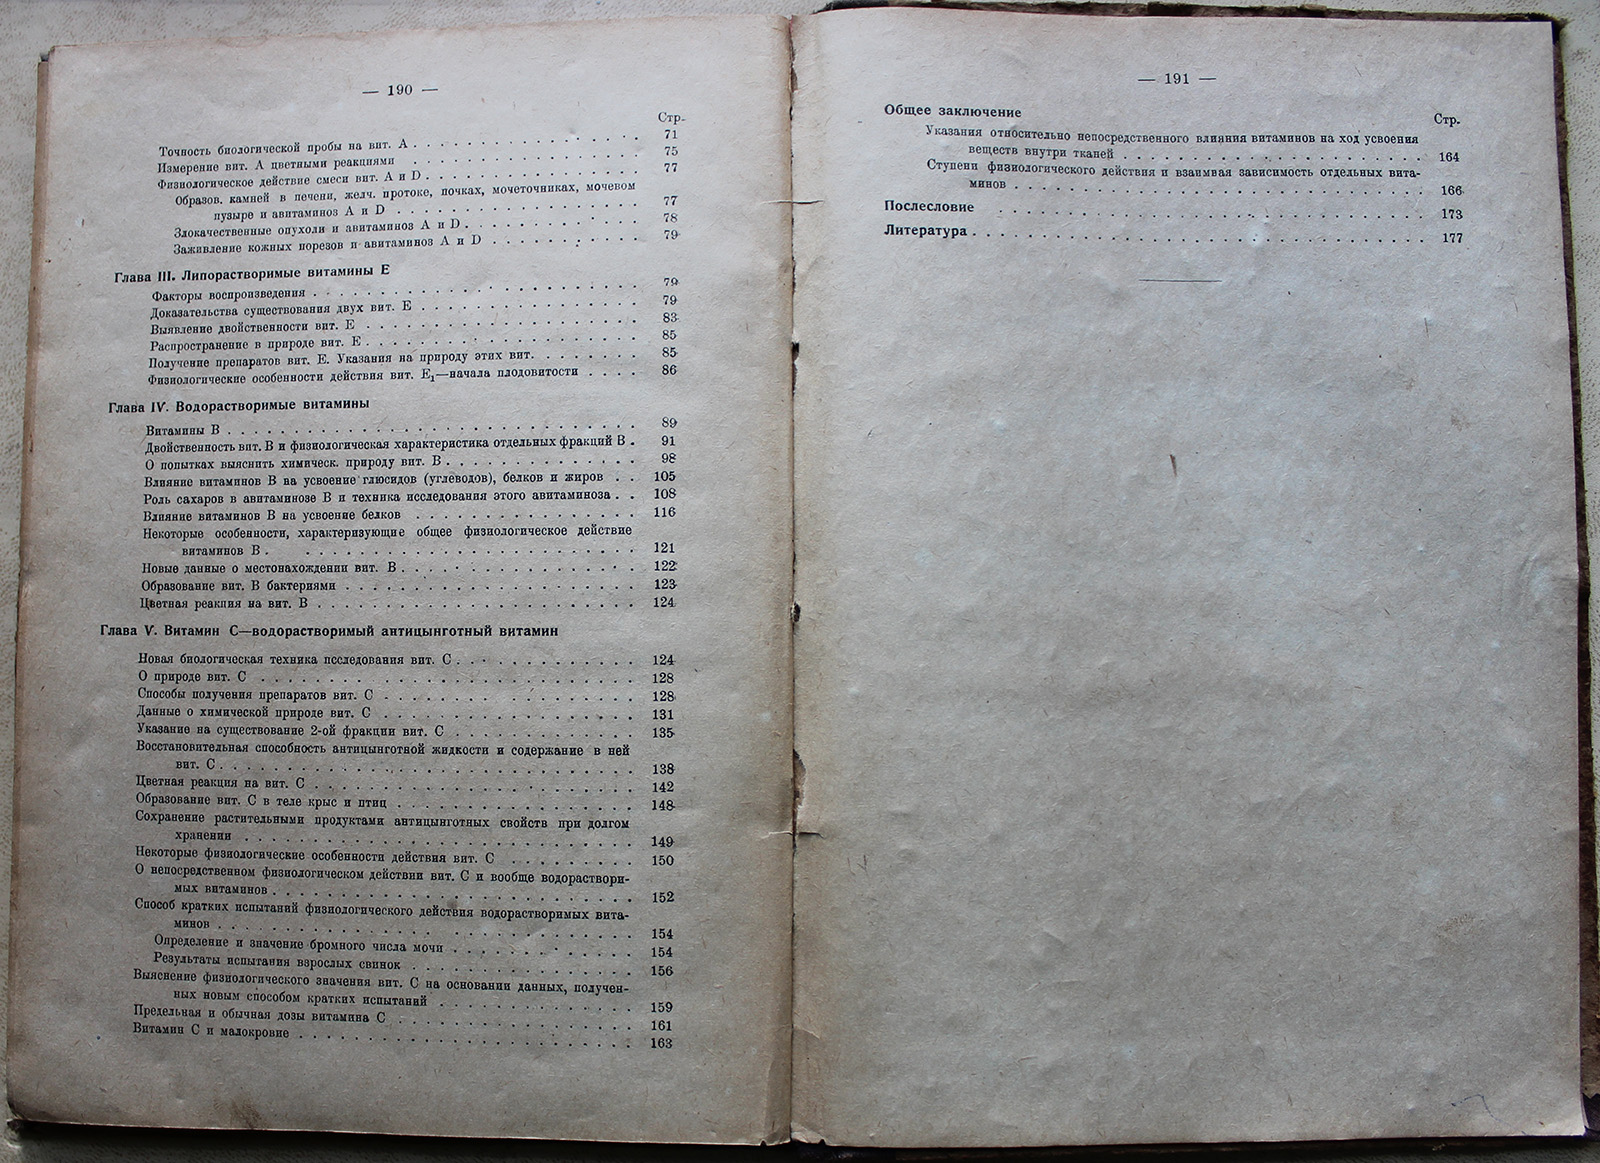 — 190 —
Стр.
Точность биологической пробы на вит. А . . . . . . . . . . . . . . . . 71
Измерение вит. А цветными реакциями . . . . . . . . . . . . . . . . 75
Физиологическое действие смеси вит. А и D . . . . . . . . . . . . . . . 77
Образов. камней в печени, желч. протоке, почках, мочеточниках, мочевом
пузыре и авитаминоз А и D . . . . . . . . . . . . . . . . . 77
Злокачественные опухоли и авитаминоз А и D . . . . . . . . . . . . 78
Заживление кожных порезов и авитаминоз А и D . . . . . . . . . . . 79
Глава III. Липорастворимые витамины Е
Факторы воспроизведения . . . . . . . . . . . . . . . . . . . . . . . 79
Доказательства существования двух вит. Е . . . . . . . . . . . . . . . 79
Выявление двойственности вит. Е . . . . . . . . . . . . . . . . . . . 83
Распространение в природе вит. Е . . . . . . . . . . . . . . . . . . . 85
Получение препаратов вит. Е. Указания на природу этих вит. . . . . . . . 85
Физиологические особенности действия вит. Е₁—начала плодовитости . . . . 86
Глава IV. Водорастворимые витамины
Витамины В . . . . . . . . . . . . . . . . . . . . . . . . . . . . . 89
Двойственность вит. В и физиологическая характеристика отдельных фракций В . 91
О попытках выяснить химическ. природу вит. В . . . . . . . . . . . . . 98
Влияние витаминов В на усвоение глюсидов (углеводов), белков и жиров . . 105
Роль сахаров в авитаминозе В и техника исследования этого авитаминоза . . 108
Влияние витаминов В на усвоение белков . . . . . . . . . . . . . . . . 116
Некоторые особенности, характеризующие общее физиологическое действие
витаминов В . . . . . . . . . . . . . . . . . . . . . . . . . 121
Новые данные о местонахождении вит. В . . . . . . . . . . . . . . . . . 122
Образование вит. В бактериями . . . . . . . . . . . . . . . . . . . . . 123
Цветная реакция на вит. В . . . . . . . . . . . . . . . . . . . . . . . 124
Глава V. Витамин С—водорастворимый антицынготный витамин
Новая биологическая техника исследования вит. С . . . . . . . . . . . . . 124
О природе вит. С . . . . . . . . . . . . . . . . . . . . . . . . . . . 128
Способы получения препаратов вит. С . . . . . . . . . . . . . . . . . . 128
Данные о химической природе вит. С . . . . . . . . . . . . . . . . . . 131
Указание на существование 2-ой фракции вит. С . . . . . . . . . . . . . 135
Восстановительная способность антицынготной жидкости и содержание в ней
вит. С . . . . . . . . . . . . . . . . . . . . . . . . . . . . . 138
Цветная реакция на вит. С . . . . . . . . . . . . . . . . . . . . . . . 142
Образование вит. С в теле крыс и птиц . . . . . . . . . . . . . . . . . 148
Сохранение растительными продуктами антицынготных свойств при долгом
хранении . . . . . . . . . . . . . . . . . . . . . . . . . . . . 149
Некоторые физиологические особенности действия вит. С . . . . . . . . . 150
О непосредственном физиологическом действии вит. С и вообще водораствори-
мых витаминов . . . . . . . . . . . . . . . . . . . . . . . . . . 152
Способ кратких испытаний физиологического действия водорастворимых вита-
минов . . . . . . . . . . . . . . . . . . . . . . . . . . . . . 154
Определение и значение бромного числа мочи . . . . . . . . . . . . . 154
Результаты испытания взрослых свинок . . . . . . . . . . . . . . . . 156
Выяснение физиологического значения вит. С на основании данных, получен-
ных новым способом кратких испытаний . . . . . . . . . . . . . . 159
Предельная и обычная дозы витамина С . . . . . . . . . . . . . . . . . 161
Витамин С и малокровие . . . . . . . . . . . . . . . . . . . . . . . . 163
— 191 —
Общее заключение
Стр.
Указания относительно непосредственного влияния витаминов на ход усвоения
веществ внутри тканей . . . . . . . . . . . . . . . . . . . . . . 164
Ступени физиологического действия и взаимная зависимость отдельных вита-
минов . . . . . . . . . . . . . . . . . . . . . . . . . . . . . 166
Послесловие . . . . . . . . . . . . . . . . . . . . . . . . . . . . . . 173
Литература . . . . . . . . . . . . . . . . . . . . . . . . . . . . . . . 177